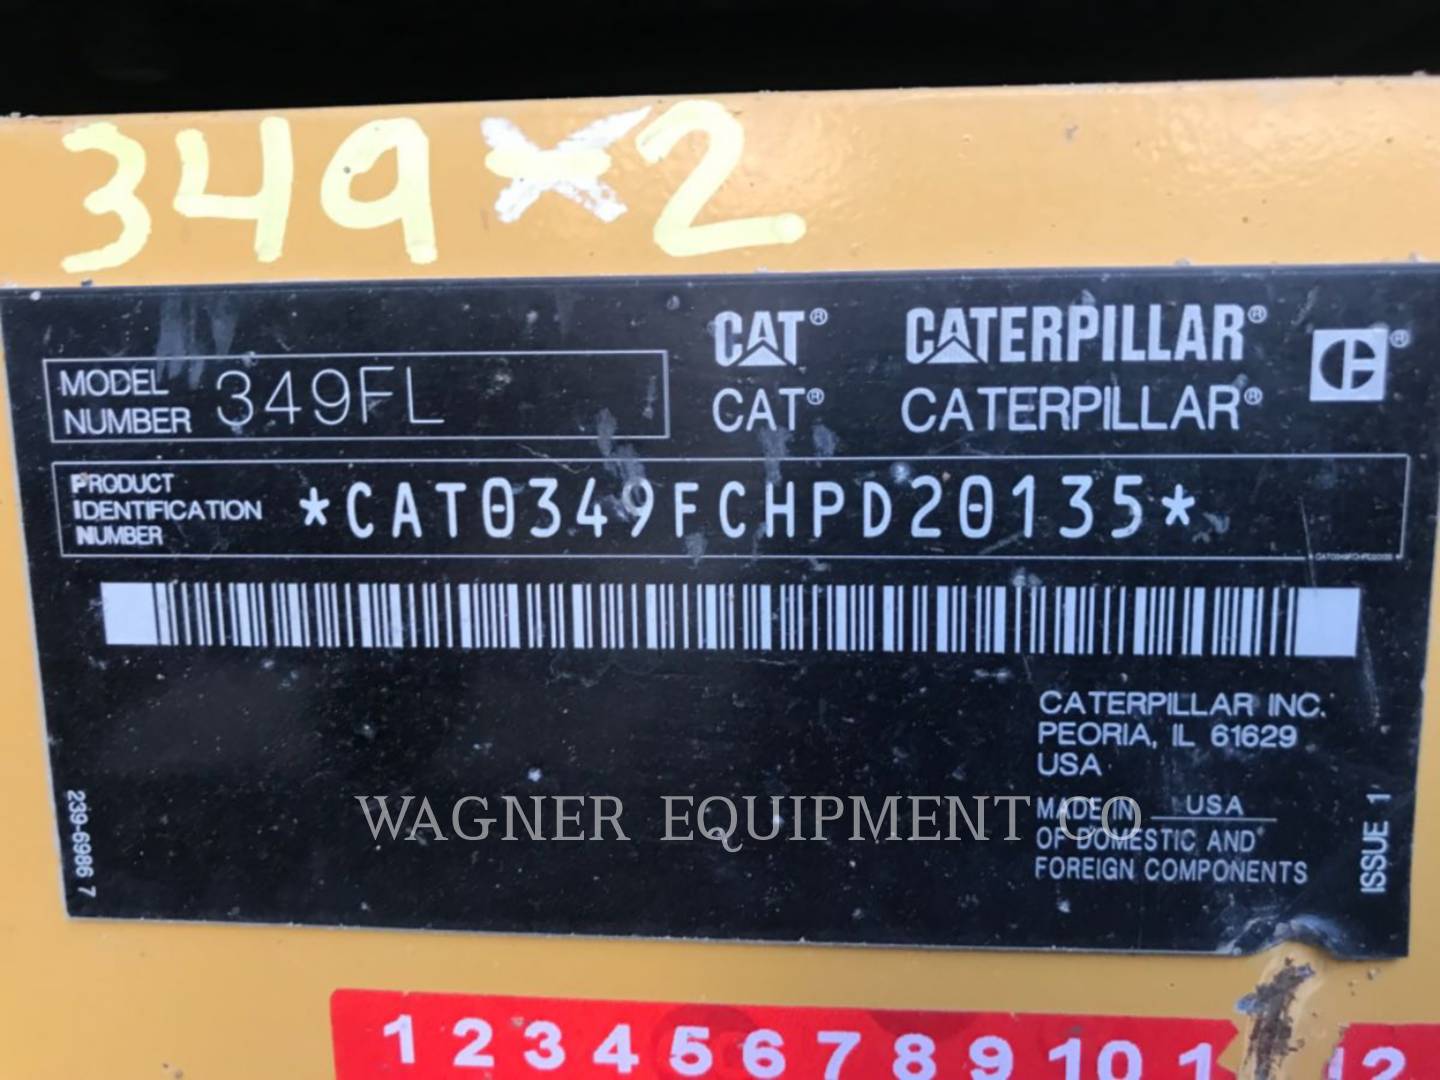 349 x 2
MODEL NUMBER 349FL
CAT® CATERPILLAR®
CAT® CATERPILLAR®
PRODUCT IDENTIFICATION NUMBER *CAT0349FCHPD20135*
CATERPILLAR INC.
PEORIA, IL 61629
USA
MADE IN USA
OF DOMESTIC AND
FOREIGN COMPONENTS
239-6986 7
ISSUE 1
WAGNER EQUIPMENT CO
1 2 3 4 5 6 7 8 9 10 1 12